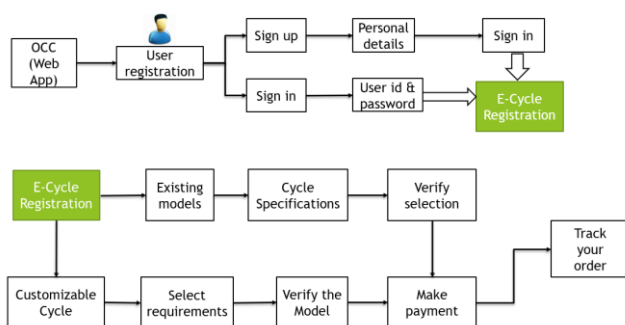 OCC
(Web
App)
User
registration
Sign up
Personal
details
Sign in
Sign in
User id &
password
E-Cycle
Registration
E-Cycle
Registration
Existing
models
Cycle
Specifications
Verify
selection
Track
your
order
Customizable
Cycle
Select
requirements
Verify the
Model
Make
payment